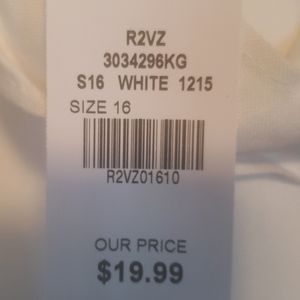 R2VZ
3034296KG
S16 WHITE 1215
SIZE 16
R2VZ01610
OUR PRICE
$19.99